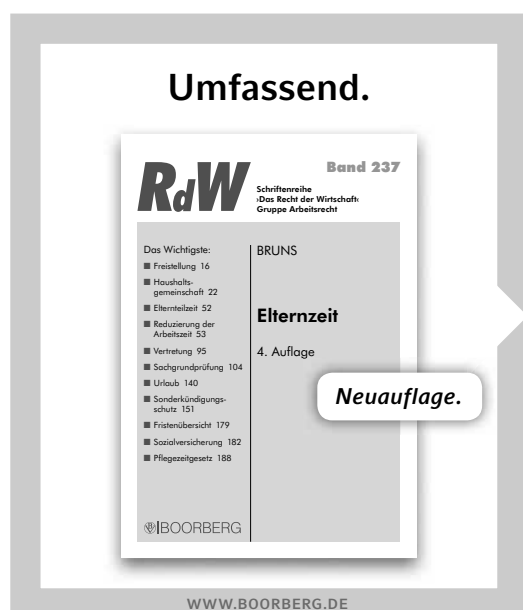 Umfassend.
RdW
Band 237
Schriftenreihe
›Das Recht der Wirtschaft‹
Gruppe Arbeitsrecht
Das Wichtigste:
■ Freistellung 16
■ Haushalts-
gemeinschaft 22
■ Elternteilzeit 52
■ Reduzierung der
Arbeitszeit 53
■ Vertretung 95
■ Sachgrundprüfung 104
■ Urlaub 140
■ Sonderkündigungs-
schutz 151
■ Fristenübersicht 179
■ Sozialversicherung 182
■ Pflegezeitgesetz 188
BRUNS
Elternzeit
4. Auflage
Neuauflage.
BOORBERG
WWW.BOORBERG.DE